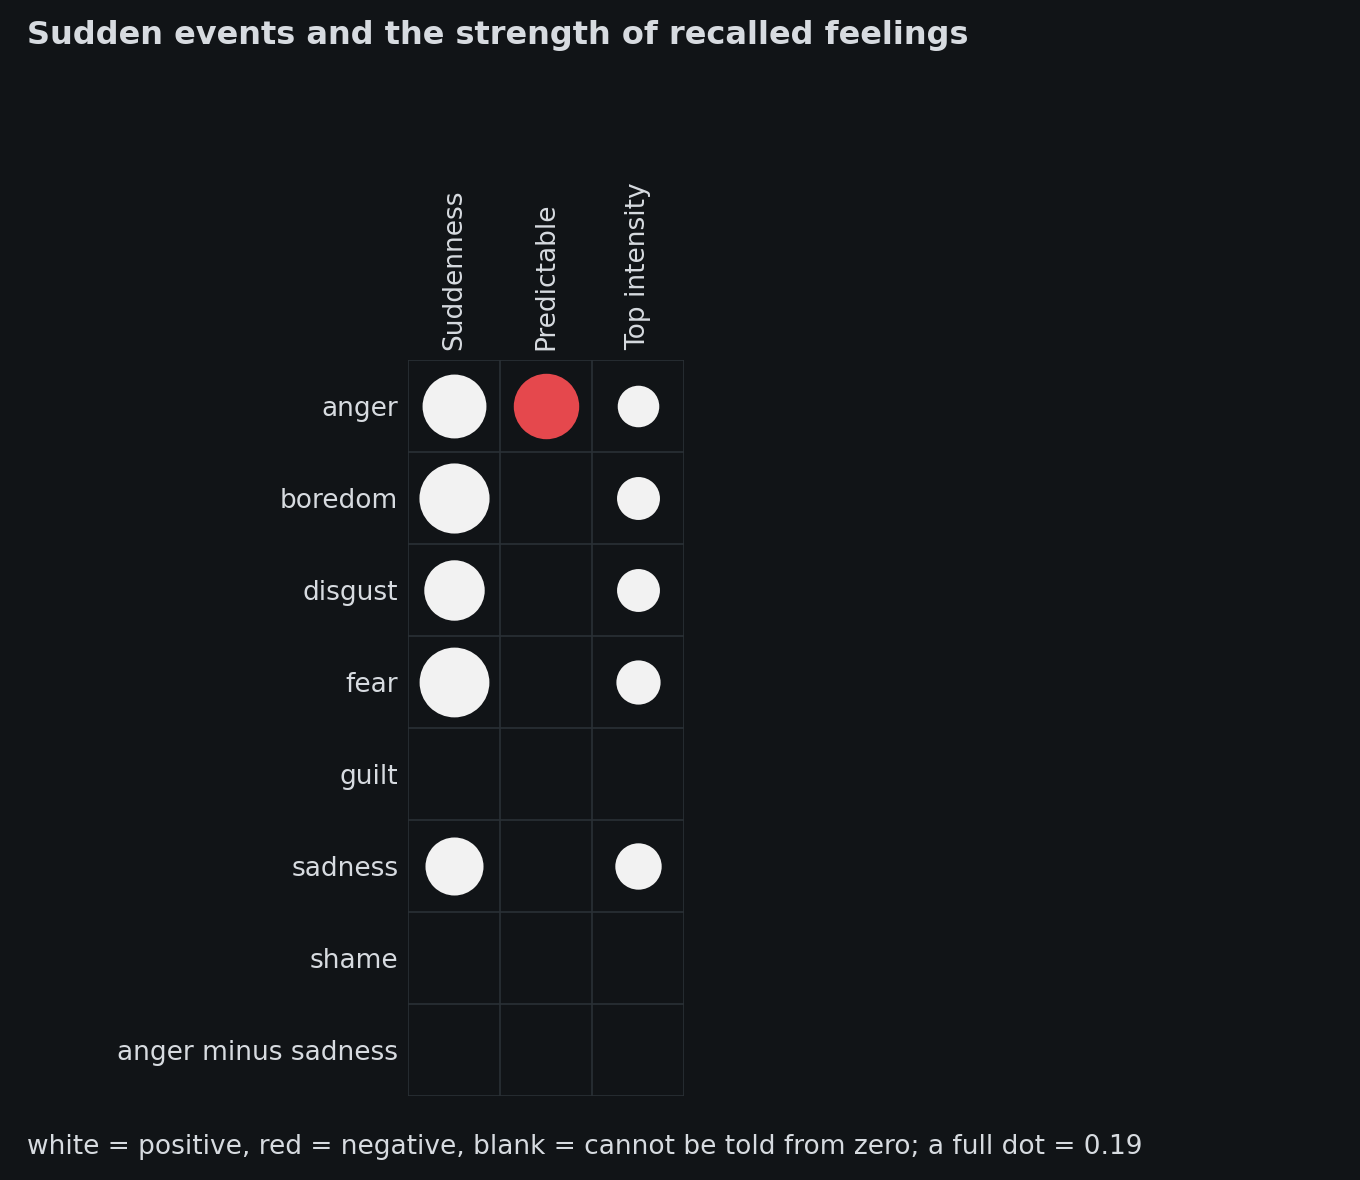 Sudden events and the strength of recalled feelings
Suddenness
Predictable
Top intensity
anger
boredom
disgust
fear
guilt
sadness
shame
anger minus sadness
white = positive, red = negative, blank = cannot be told from zero; a full dot = 0.19